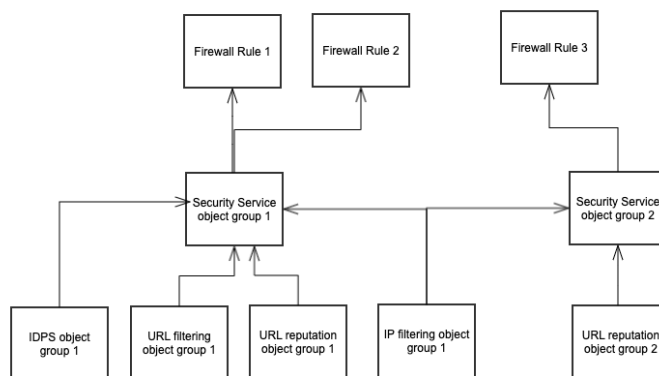 Firewall Rule 1
Firewall Rule 2
Firewall Rule 3
Security Service
object group 1
Security Service
object group 2
IDPS object
group 1
URL filtering
object group 1
URL reputation
object group 1
IP filtering object
group 1
URL reputation
object group 2